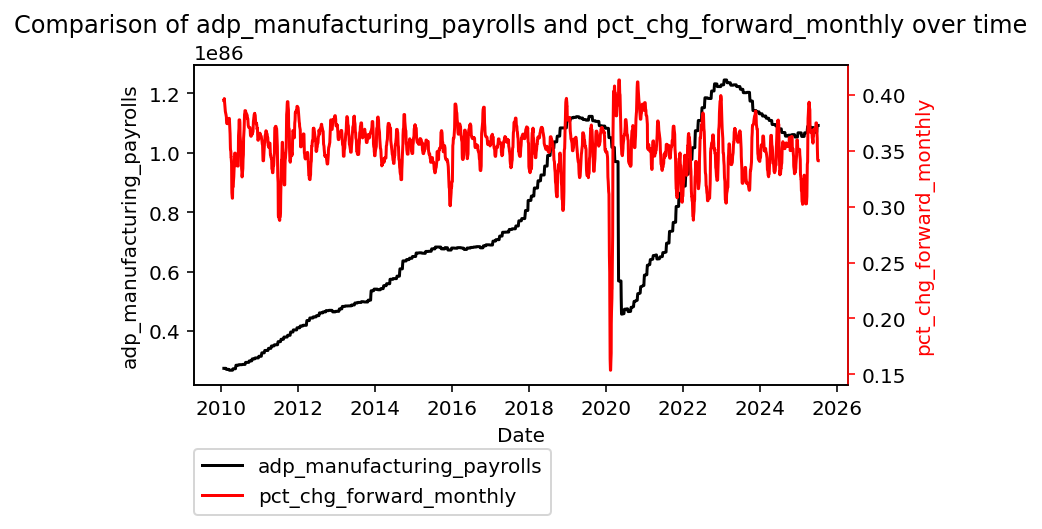 Comparison of adp_manufacturing_payrolls and pct_chg_forward_monthly over time
1e86
1.2
1.0
0.8
0.6
0.4
adp_manufacturing_payrolls
0.40
0.35
0.30
0.25
0.20
0.15
pct_chg_forward_monthly
2010 2012 2014 2016 2018 2020 2022 2024 2026
Date
adp_manufacturing_payrolls
pct_chg_forward_monthly